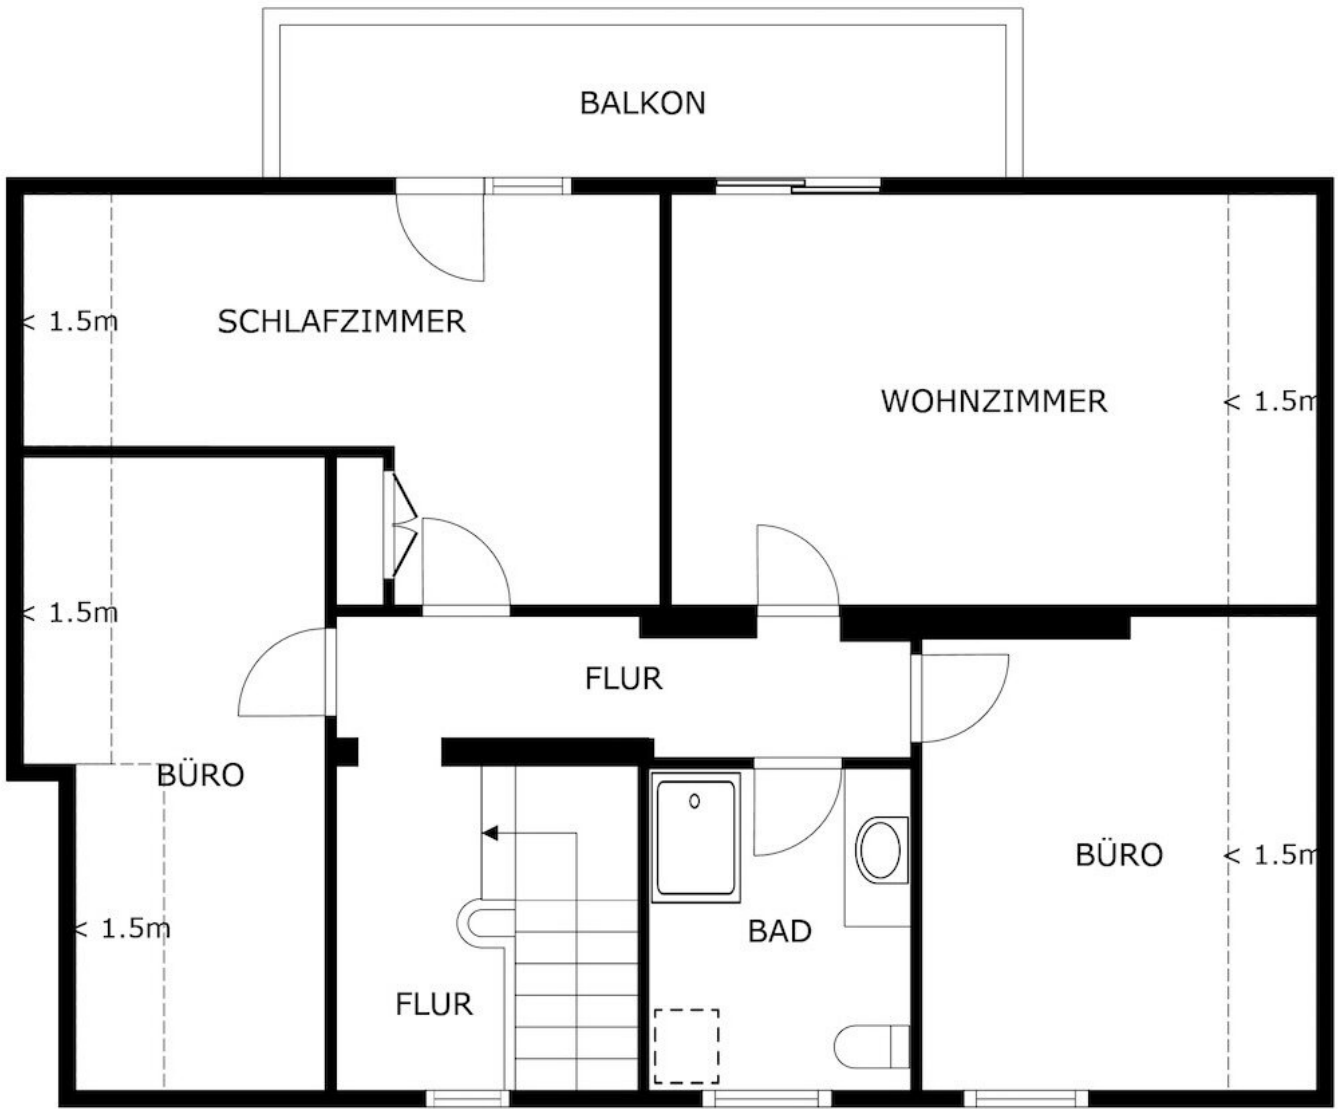 BALKON
< 1.5m
SCHLAFZIMMER
WOHNZIMMER
< 1.5m
< 1.5m
FLUR
BÜRO
BÜRO
< 1.5m
< 1.5m
BAD
FLUR